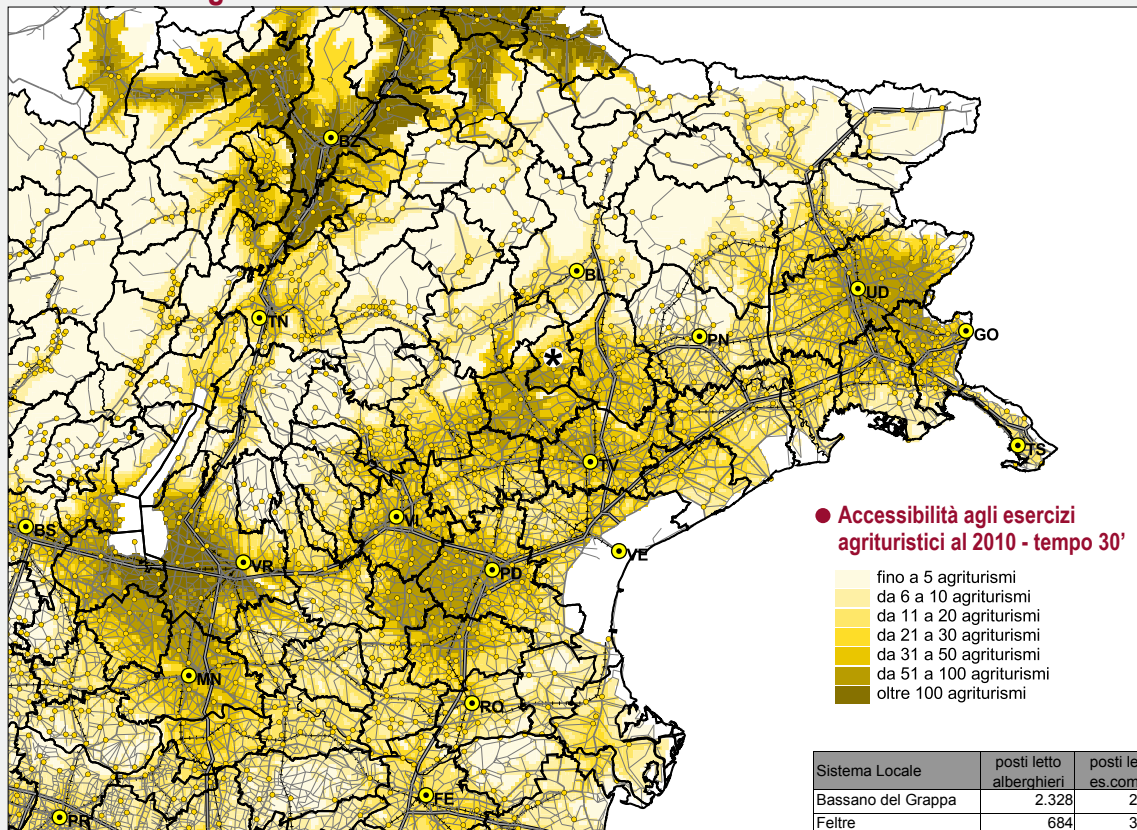 BZ
BL
UD
TN
PN
GO
*
TS
TV
BS
VI
VE
VR
PD
MN
RO
FE
PR
● Accessibilità agli esercizi
agrituristici al 2010 - tempo 30'
fino a 5 agriturismi
da 6 a 10 agriturismi
da 11 a 20 agriturismi
da 21 a 30 agriturismi
da 31 a 50 agriturismi
da 51 a 100 agriturismi
oltre 100 agriturismi
Sistema Locale posti letto alberghieri
Bassano del Grappa 2.328
Feltre 684